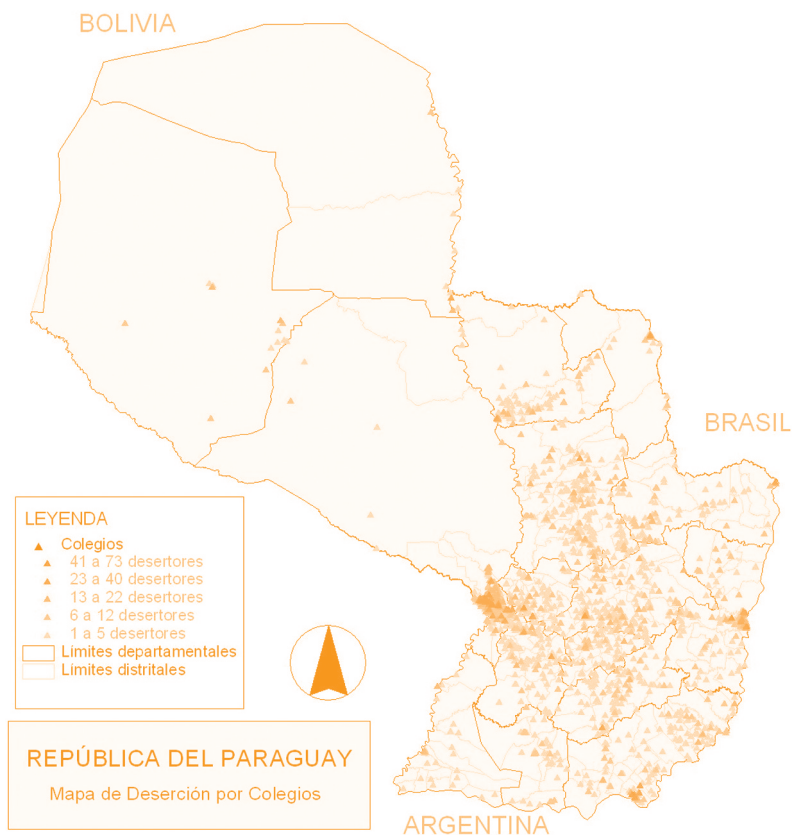 BOLIVIA
BRASIL
LEYENDA
Colegios
41 a 73 desertores
23 a 40 desertores
13 a 22 desertores
6 a 12 desertores
1 a 5 desertores
Límites departamentales
Límites distritales
REPÚBLICA DEL PARAGUAY
Mapa de Deserción por Colegios
ARGENTINA